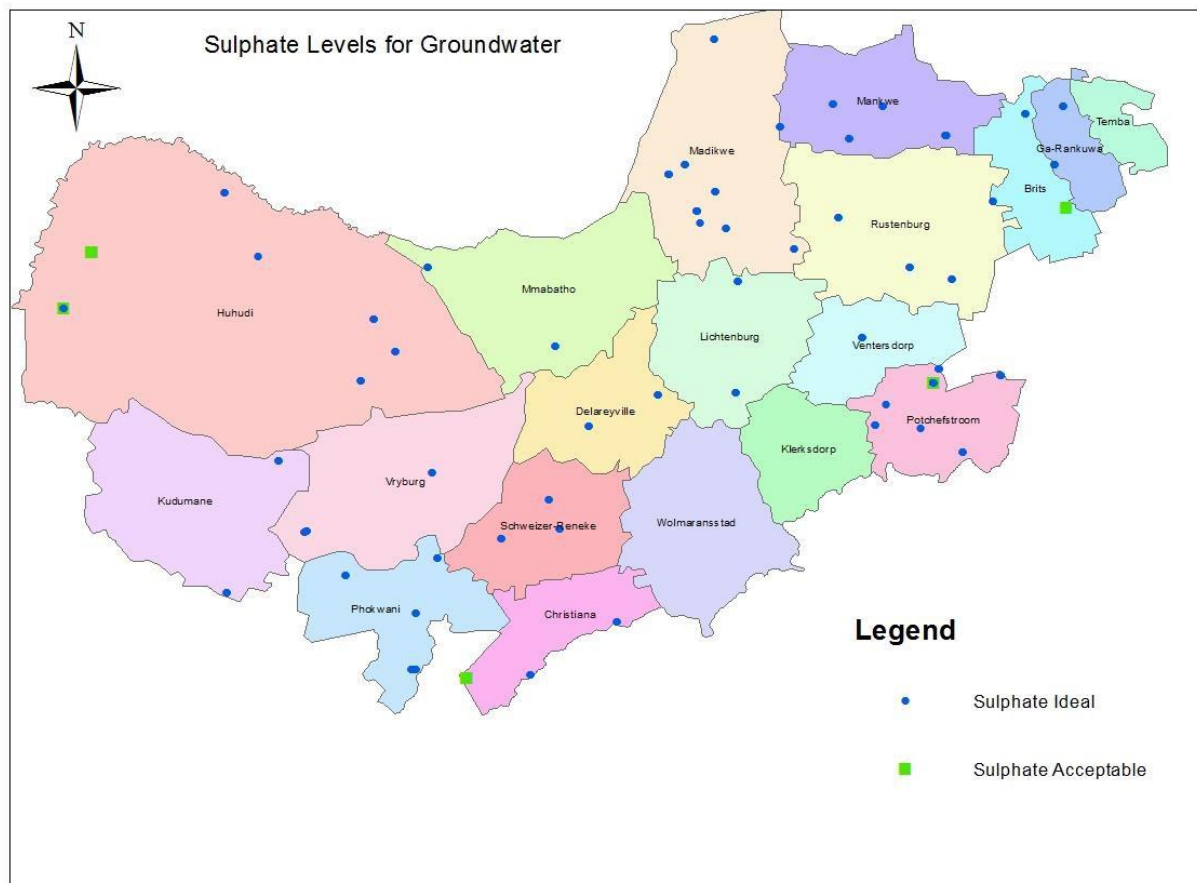 N
Sulphate Levels for Groundwater
Mankwe
Temba
Madikwe
Ga-Rankuwa
Brits
Rustenburg
Mmabatho
Huhudi
Lichtenburg
Ventersdorp
Delareyville
Potchefstroom
Klerksdorp
Vryburg
Kudumane
Schweizer-Reneke
Wolmaransstad
Phokwani
Christiana
Legend
Sulphate Ideal
Sulphate Acceptable